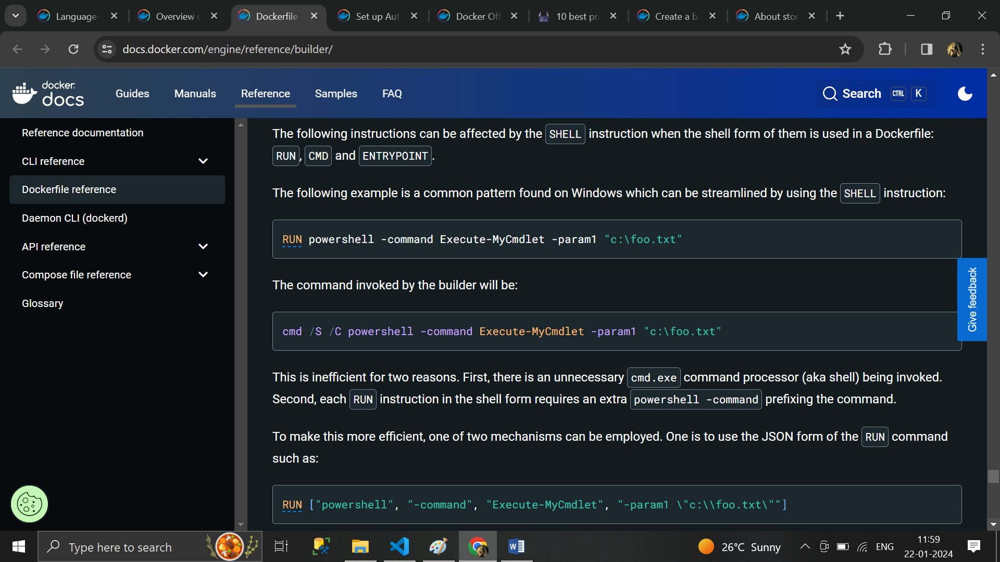 Language-
Overview c
Dockerfile
Set up Aut
Docker Off
10 best pra
Create a ba
About stor
docs.docker.com/engine/reference/builder/
docker
docs
Guides
Manuals
Reference
Samples
FAQ
Search
CTRL
K
Reference documentation
CLI reference
Dockerfile reference
Daemon CLI (dockerd)
API reference
Compose file reference
Glossary
The following instructions can be affected by the SHELL instruction when the shell form of them is used in a Dockerfile:
RUN, CMD and ENTRYPOINT.
The following example is a common pattern found on Windows which can be streamlined by using the SHELL instruction:
RUN powershell -command Execute-MyCmdlet -param1 "c:\foo.txt"
The command invoked by the builder will be:
cmd /S /C powershell -command Execute-MyCmdlet -param1 "c:\foo.txt"
This is inefficient for two reasons. First, there is an unnecessary cmd.exe command processor (aka shell) being invoked.
Second, each RUN instruction in the shell form requires an extra powershell -command prefixing the command.
To make this more efficient, one of two mechanisms can be employed. One is to use the JSON form of the RUN command
such as:
RUN ["powershell", "-command", "Execute-MyCmdlet", "-param1 \"c:\\foo.txt\""]
Give feedback
Type here to search
26°C Sunny
ENG
11:59
22-01-2024